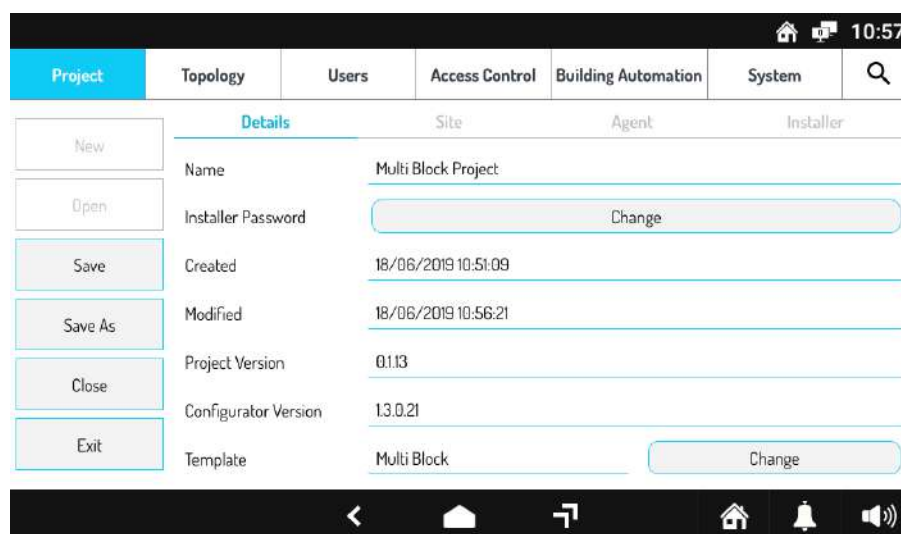 10:57
Project Topology Users Access Control Building Automation System
Details Site Agent Installer
New
Open
Save
Save As
Close
Exit
Name Multi Block Project
Installer Password Change
Created 18/06/2019 10:51:09
Modified 18/06/2019 10:56:21
Project Version 0.1.13
Configurator Version 1.3.0.21
Template Multi Block Change